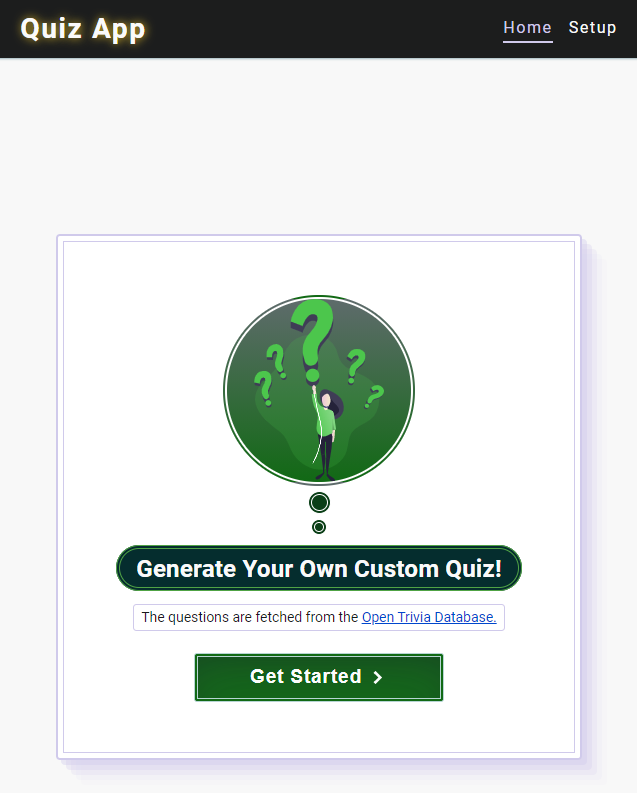 Quiz App
Home Setup
? ? ? ? ?
Generate Your Own Custom Quiz!
The questions are fetched from the Open Trivia Database.
Get Started